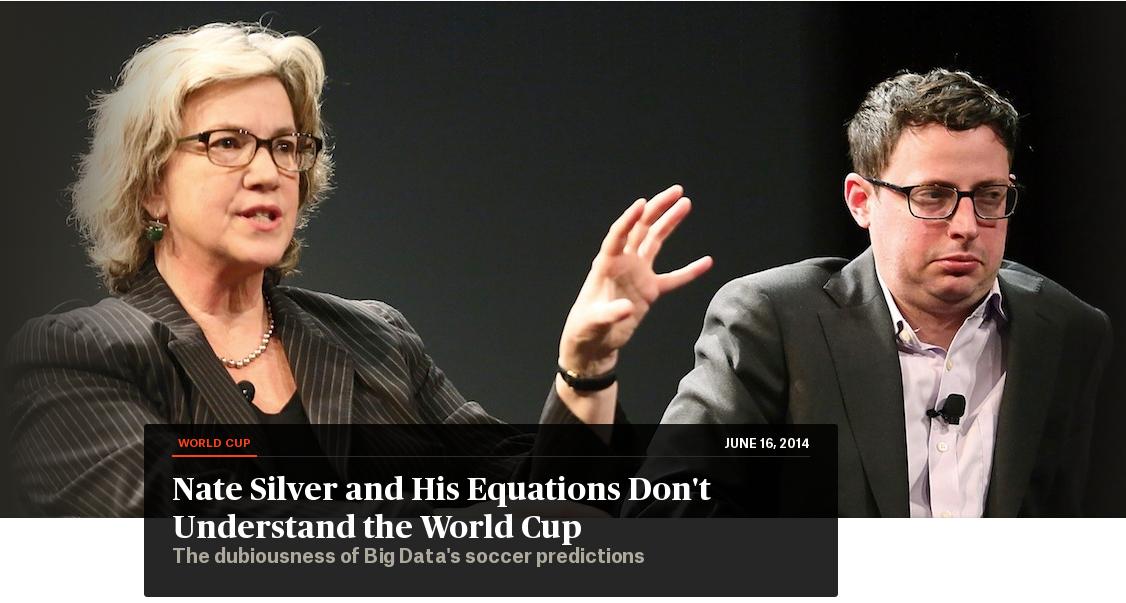 WORLD CUP
JUNE 16, 2014
Nate Silver and His Equations Don't
Understand the World Cup
The dubiousness of Big Data's soccer predictions